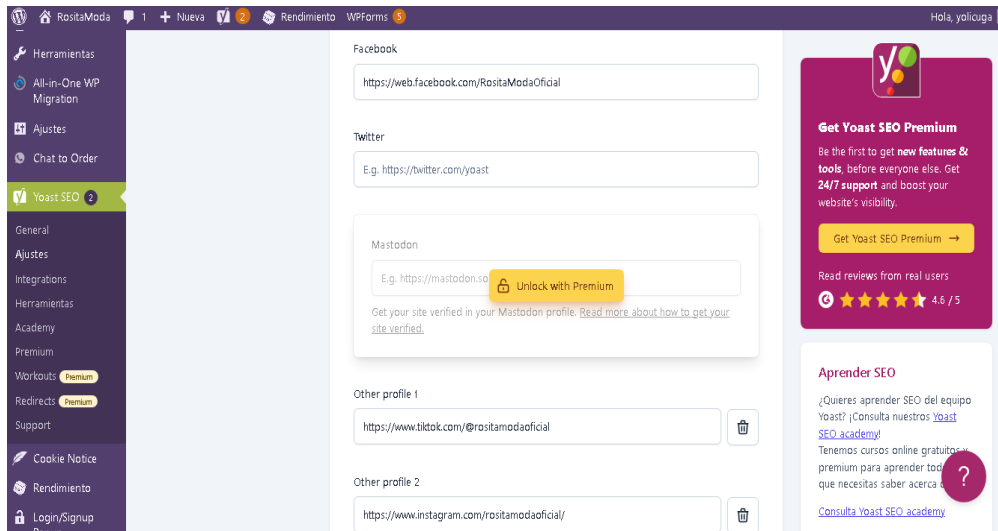 RositaModa 1 + Nueva 2 Rendimiento WPForms 5 Hola, yolicuga
Herramientas
All-in-One WP
Migration
Ajustes
Chat to Order
Yoast SEO 2
General
Ajustes
Integrations
Herramientas
Academy
Premium
Workouts Premium
Redirects Premium
Support
Cookie Notice
Rendimiento
Login/Signup
Facebook
https://web.facebook.com/RositaModaOficial
Twitter
E.g. https://twitter.com/yoast
Mastodon
E.g. https://mastodon.so
Unlock with Premium
Get your site verified in your Mastodon profile. Read more about how to get your
site verified.
Other profile 1
https://www.tiktok.com/@rositamodaoficial
Other profile 2
https://www.instagram.com/rositamodaoficial/
Get Yoast SEO Premium
Be the first to get new features &
tools, before everyone else. Get
24/7 support and boost your
website's visibility.
Get Yoast SEO Premium →
Read reviews from real users
4.6 / 5
Aprender SEO
¿Quieres aprender SEO del equipo
Yoast? ¡Consulta nuestros Yoast
SEO academy!
Tenemos cursos online gratuitos y
premium para aprender tod
que necesitas saber acerca
?
Consulta Yoast SEO academy